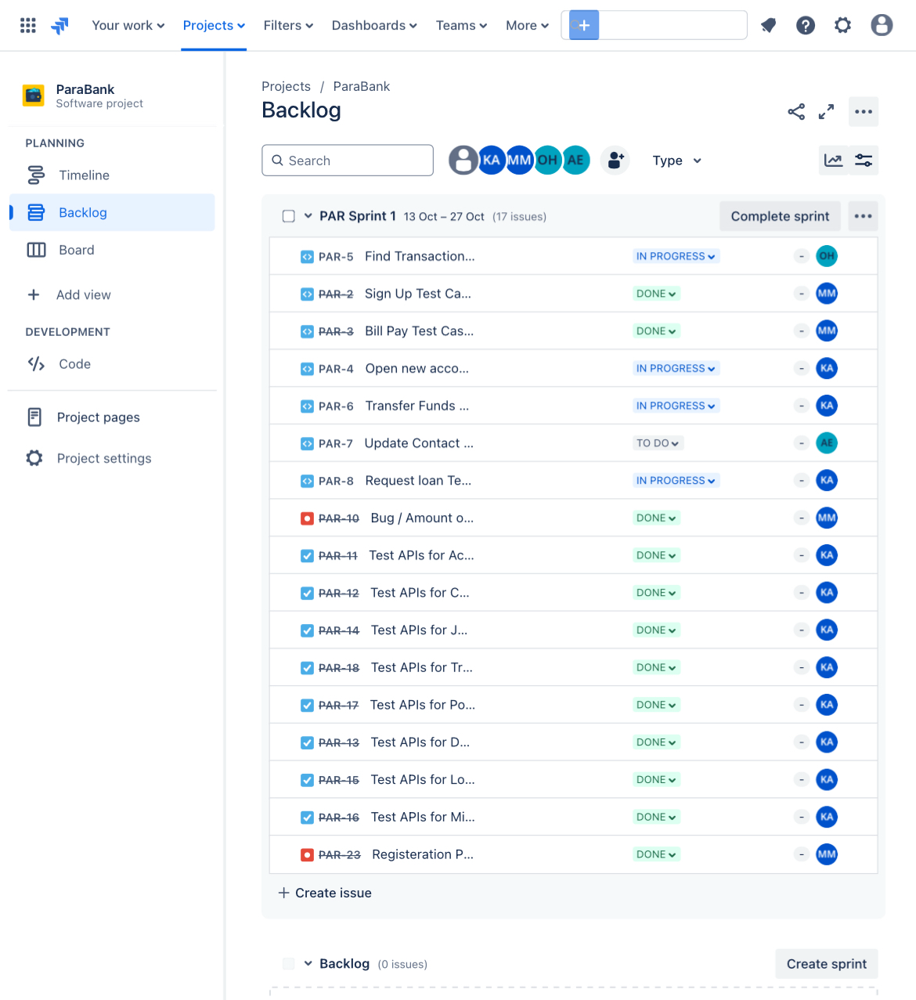 Your work Projects Filters Dashboards Teams More
ParaBank
Software project
PLANNING
Timeline
Backlog
Board
Add view
DEVELOPMENT
Code
Project pages
Project settings
Projects / ParaBank
Backlog
Search KA MM OH AE Type
PAR Sprint 1 13 Oct – 27 Oct (17 issues) Complete sprint
PAR-5 Find Transaction... IN PROGRESS - OH
PAR-2 Sign Up Test Ca... DONE - MM
PAR-3 Bill Pay Test Cas... DONE - MM
PAR-4 Open new acco... IN PROGRESS - KA
PAR-6 Transfer Funds ... IN PROGRESS - KA
PAR-7 Update Contact ... TO DO - AE
PAR-8 Request loan Te... IN PROGRESS - KA
PAR-10 Bug / Amount o... DONE - MM
PAR-11 Test APIs for Ac... DONE - KA
PAR-12 Test APIs for C... DONE - KA
PAR-14 Test APIs for J... DONE - KA
PAR-18 Test APIs for Tr... DONE - KA
PAR-17 Test APIs for Po... DONE - KA
PAR-13 Test APIs for D... DONE - KA
PAR-15 Test APIs for Lo... DONE - KA
PAR-16 Test APIs for Mi... DONE - KA
PAR-23 Registeration P... DONE - MM
Create issue
Backlog (0 issues) Create sprint